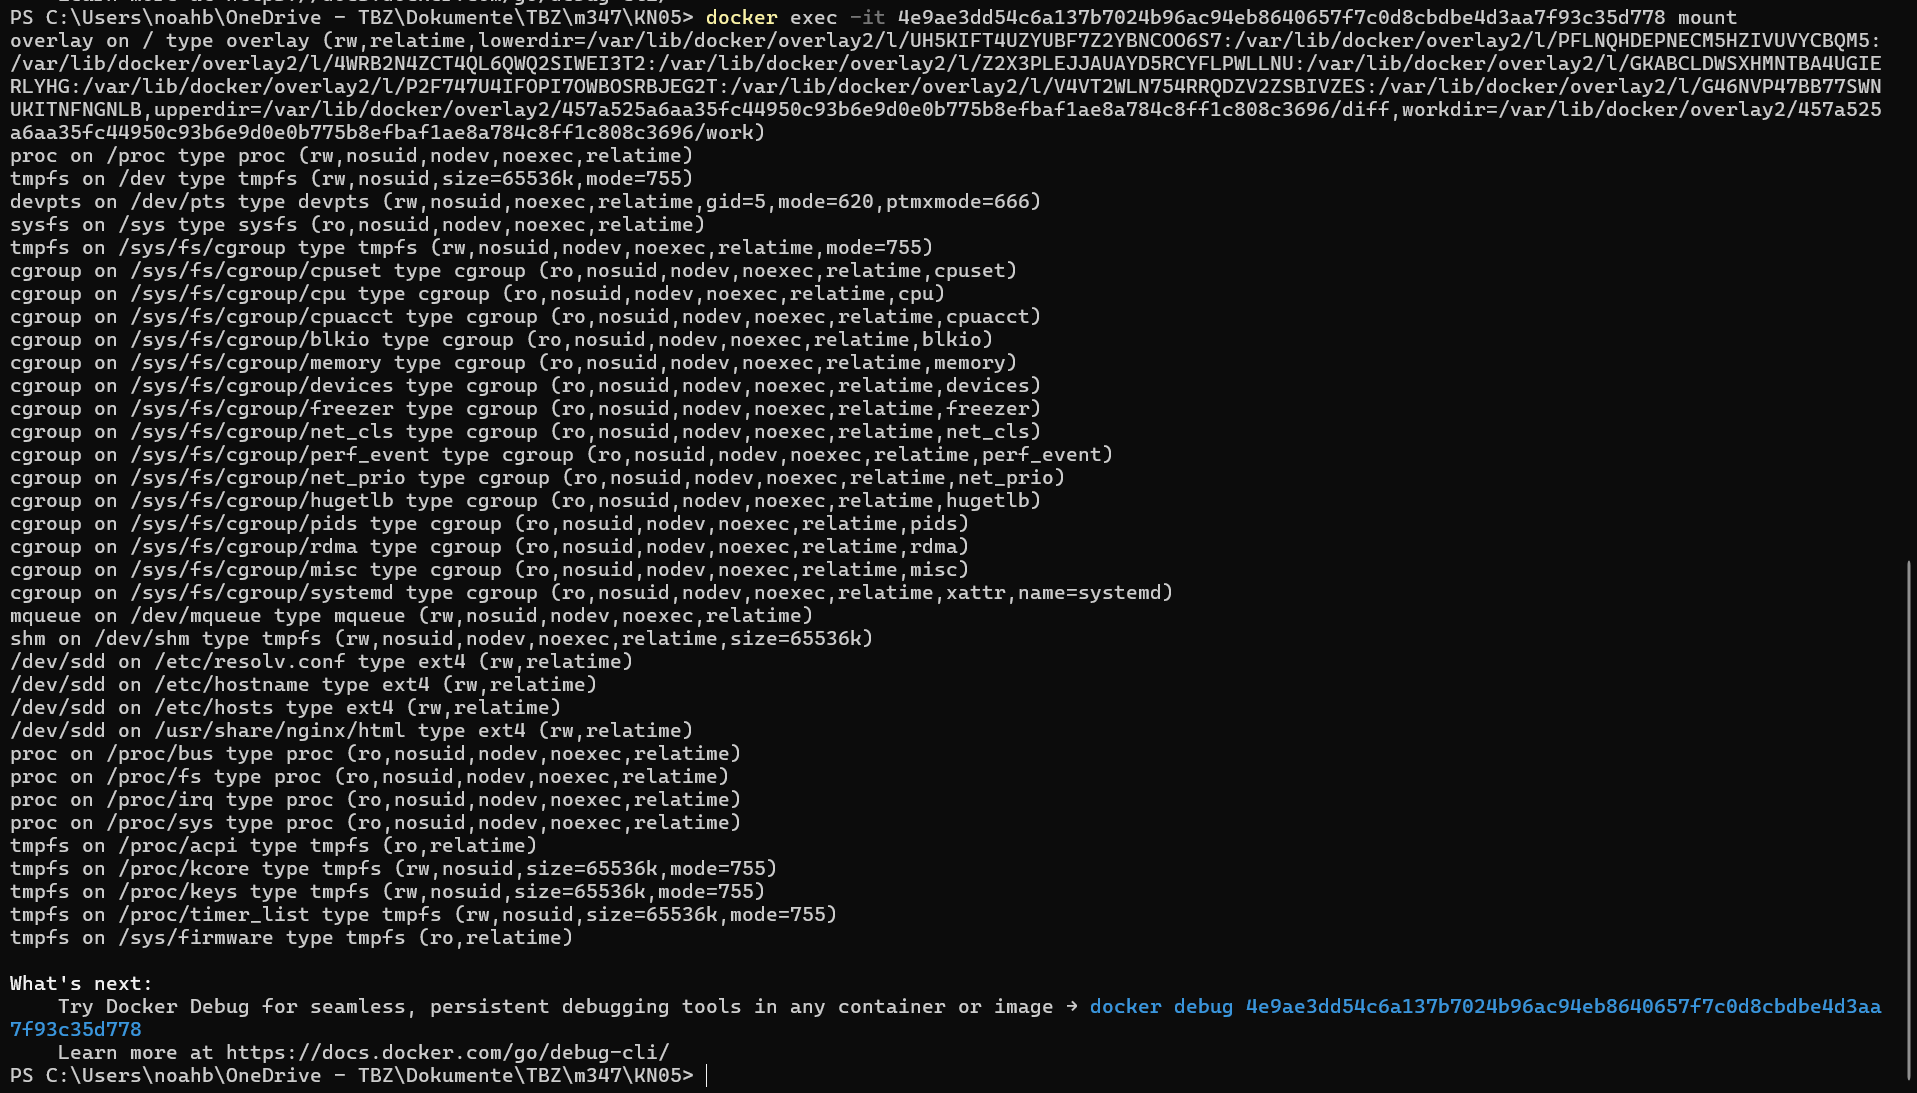 PS C:\Users\noahb\OneDrive - TBZ\Dokumente\TBZ\m347\KN05> docker exec -it 4e9ae3dd54c6a137b7024b96ac94eb8640657f7c0d8cbdbe4d3aa7f93c35d778 mount
overlay on / type overlay (rw,relatime,lowerdir=/var/lib/docker/overlay2/l/UH5KIFT4UZYUBF7Z2YBNCOO6S7:/var/lib/docker/overlay2/l/PFLNQHDEPNECM5HZIVUVYCBQM5:
/var/lib/docker/overlay2/l/4WRB2N4ZCT4QL6QWQ2SIWEI3T2:/var/lib/docker/overlay2/l/Z2X3PLEJJAUAYD5RCYFLPWLLNU:/var/lib/docker/overlay2/l/GKABCLDWSXHMNTBA4UGIE
RLYHG:/var/lib/docker/overlay2/l/P2F747U4IFOPI7OWBOSRBJEG2T:/var/lib/docker/overlay2/l/V4VT2WLN754RRQDZV2ZSBIVZES:/var/lib/docker/overlay2/l/G46NVP47BB77SWN
UKITNFNGNLB,upperdir=/var/lib/docker/overlay2/457a525a6aa35fc44950c93b6e9d0e0b775b8efbaf1ae8a784c8ff1c808c3696/diff,workdir=/var/lib/docker/overlay2/457a525
a6aa35fc44950c93b6e9d0e0b775b8efbaf1ae8a784c8ff1c808c3696/work)
proc on /proc type proc (rw,nosuid,nodev,noexec,relatime)
tmpfs on /dev type tmpfs (rw,nosuid,size=65536k,mode=755)
devpts on /dev/pts type devpts (rw,nosuid,noexec,relatime,gid=5,mode=620,ptmxmode=666)
sysfs on /sys type sysfs (ro,nosuid,nodev,noexec,relatime)
tmpfs on /sys/fs/cgroup type tmpfs (rw,nosuid,nodev,noexec,relatime,mode=755)
cgroup on /sys/fs/cgroup/cpuset type cgroup (ro,nosuid,nodev,noexec,relatime,cpuset)
cgroup on /sys/fs/cgroup/cpu type cgroup (ro,nosuid,nodev,noexec,relatime,cpu)
cgroup on /sys/fs/cgroup/cpuacct type cgroup (ro,nosuid,nodev,noexec,relatime,cpuacct)
cgroup on /sys/fs/cgroup/blkio type cgroup (ro,nosuid,nodev,noexec,relatime,blkio)
cgroup on /sys/fs/cgroup/memory type cgroup (ro,nosuid,nodev,noexec,relatime,memory)
cgroup on /sys/fs/cgroup/devices type cgroup (ro,nosuid,nodev,noexec,relatime,devices)
cgroup on /sys/fs/cgroup/freezer type cgroup (ro,nosuid,nodev,noexec,relatime,freezer)
cgroup on /sys/fs/cgroup/net_cls type cgroup (ro,nosuid,nodev,noexec,relatime,net_cls)
cgroup on /sys/fs/cgroup/perf_event type cgroup (ro,nosuid,nodev,noexec,relatime,perf_event)
cgroup on /sys/fs/cgroup/net_prio type cgroup (ro,nosuid,nodev,noexec,relatime,net_prio)
cgroup on /sys/fs/cgroup/hugetlb type cgroup (ro,nosuid,nodev,noexec,relatime,hugetlb)
cgroup on /sys/fs/cgroup/pids type cgroup (ro,nosuid,nodev,noexec,relatime,pids)
cgroup on /sys/fs/cgroup/rdma type cgroup (ro,nosuid,nodev,noexec,relatime,rdma)
cgroup on /sys/fs/cgroup/misc type cgroup (ro,nosuid,nodev,noexec,relatime,misc)
cgroup on /sys/fs/cgroup/systemd type cgroup (ro,nosuid,nodev,noexec,relatime,xattr,name=systemd)
mqueue on /dev/mqueue type mqueue (rw,nosuid,nodev,noexec,relatime)
shm on /dev/shm type tmpfs (rw,nosuid,nodev,noexec,relatime,size=65536k)
/dev/sdd on /etc/resolv.conf type ext4 (rw,relatime)
/dev/sdd on /etc/hostname type ext4 (rw,relatime)
/dev/sdd on /etc/hosts type ext4 (rw,relatime)
/dev/sdd on /usr/share/nginx/html type ext4 (rw,relatime)
proc on /proc/bus type proc (ro,nosuid,nodev,noexec,relatime)
proc on /proc/fs type proc (ro,nosuid,nodev,noexec,relatime)
proc on /proc/irq type proc (ro,nosuid,nodev,noexec,relatime)
proc on /proc/sys type proc (ro,nosuid,nodev,noexec,relatime)
tmpfs on /proc/acpi type tmpfs (ro,relatime)
tmpfs on /proc/kcore type tmpfs (rw,nosuid,size=65536k,mode=755)
tmpfs on /proc/keys type tmpfs (rw,nosuid,size=65536k,mode=755)
tmpfs on /proc/timer_list type tmpfs (rw,nosuid,size=65536k,mode=755)
tmpfs on /sys/firmware type tmpfs (ro,relatime)
What's next:
Try Docker Debug for seamless, persistent debugging tools in any container or image → docker debug 4e9ae3dd54c6a137b7024b96ac94eb8640657f7c0d8cbdbe4d3aa
7f93c35d778
Learn more at https://docs.docker.com/go/debug-cli/
PS C:\Users\noahb\OneDrive - TBZ\Dokumente\TBZ\m347\KN05>